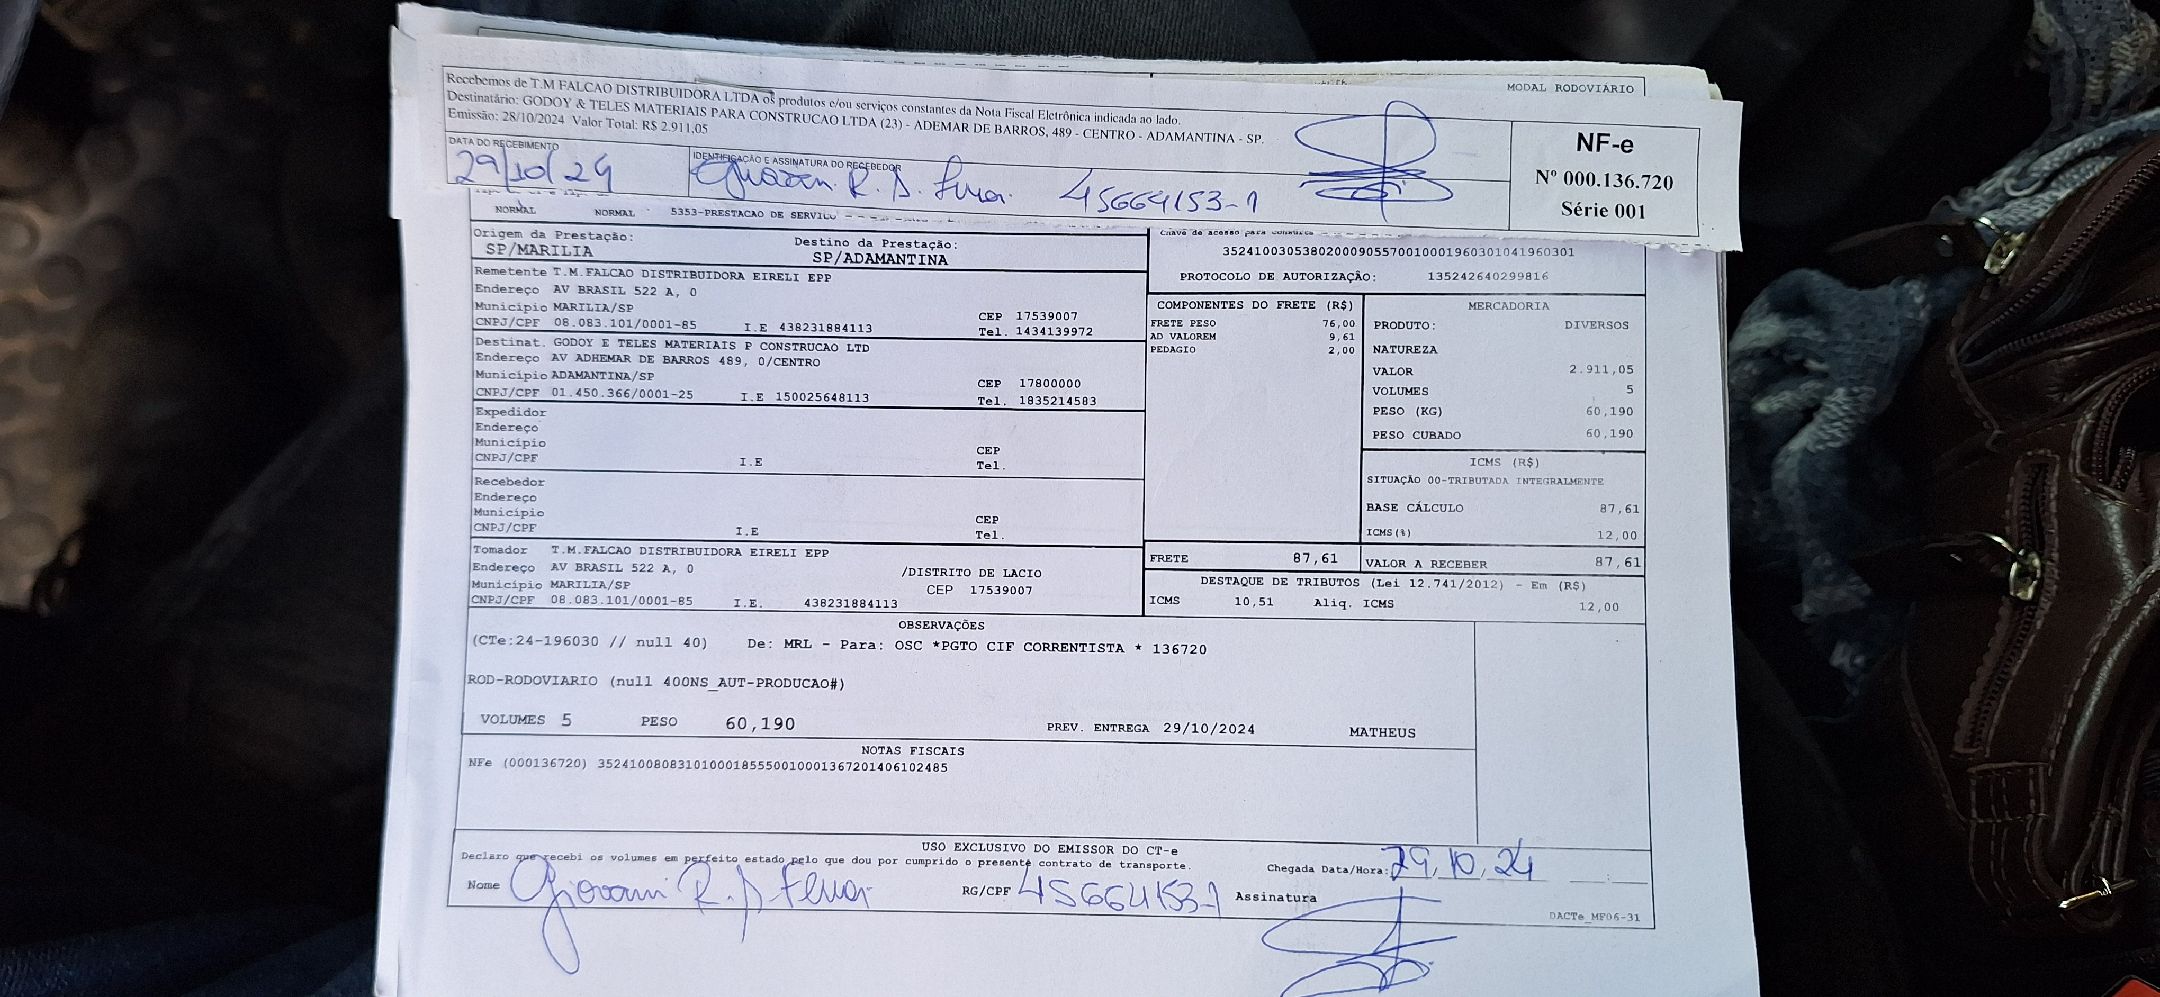 MODAL RODOVIÁRIO
Recebemos de T.M FALCAO DISTRIBUIDORA LTDA os produtos e/ou serviços constantes da Nota Fiscal Eletrônica indicada ao lado.
Destinatário: GODOY & TELES MATERIAIS PARA CONSTRUCAO LTDA (23) - ADEMAR DE BARROS, 489 - CENTRO - ADAMANTINA - SP.
Emissão: 28/10/2024 Valor Total: R$ 2.911,05
DATA DO RECEBIMENTO
29/10/24
IDENTIFICAÇÃO E ASSINATURA DO RECEBEDOR
R. D. 45664153-1
NF-e
Nº 000.136.720
Série 001
NORMAL NORMAL 5353-PRESTACAO DE SERVICO
Origem da Prestação:
SP/MARILIA
Destino da Prestação:
SP/ADAMANTINA
Chave de acesso para consulta
35241003053802000905570010001960301041960301
PROTOCOLO DE AUTORIZAÇÃO: 135242640299816
Remetente T.M.FALCAO DISTRIBUIDORA EIRELI EPP
Endereço AV BRASIL 522 A, 0
Município MARILIA/SP CEP 17539007
CNPJ/CPF 08.083.101/0001-85 I.E 438231884113 Tel. 1434139972
Destinat. GODOY E TELES MATERIAIS P CONSTRUCAO LTD
Endereço AV ADHEMAR DE BARROS 489, 0/CENTRO
Município ADAMANTINA/SP CEP 17800000
CNPJ/CPF 01.450.366/0001-25 I.E 150025648113 Tel. 1835214583
Expedidor
Endereço
Município CEP
CNPJ/CPF I.E Tel.
Recebedor
Endereço
Município CEP
CNPJ/CPF I.E Tel.
Tomador T.M.FALCAO DISTRIBUIDORA EIRELI EPP
Endereço AV BRASIL 522 A, 0 /DISTRITO DE LACIO
Município MARILIA/SP CEP 17539007
CNPJ/CPF 08.083.101/0001-85 I.E. 438231884113
COMPONENTES DO FRETE (R$)
FRETE PESO 76,00
AD VALOREM 9,61
PEDAGIO 2,00
MERCADORIA
PRODUTO: DIVERSOS
NATUREZA
VALOR 2.911,05
VOLUMES 5
PESO (KG) 60,190
PESO CUBADO 60,190
ICMS (R$)
SITUAÇÃO 00-TRIBUTADA INTEGRALMENTE
BASE CÁLCULO 87,61
ICMS(%) 12,00
FRETE 87,61
VALOR A RECEBER 87,61
DESTAQUE DE TRIBUTOS (Lei 12.741/2012) - Em (R$)
ICMS 10,51 Aliq. ICMS 12,00
OBSERVAÇÕES
(CTe:24-196030 // null 40) De: MRL - Para: OSC *PGTO CIF CORRENTISTA * 136720
ROD-RODOVIARIO (null 400NS_AUT-PRODUCAO#)
VOLUMES 5 PESO 60,190 PREV. ENTREGA 29/10/2024 MATHEUS
NOTAS FISCAIS
NFe (000136720) 35241008083101000185550010001367201406102485
USO EXCLUSIVO DO EMISSOR DO CT-e
Declaro que recebi os volumes em perfeito estado pelo que dou por cumprido o presente contrato de transporte.
Chegada Data/Hora: 29,10,24
Nome Giovani R. D. RG/CPF 45664153-1 Assinatura
DACTe_MF06-31